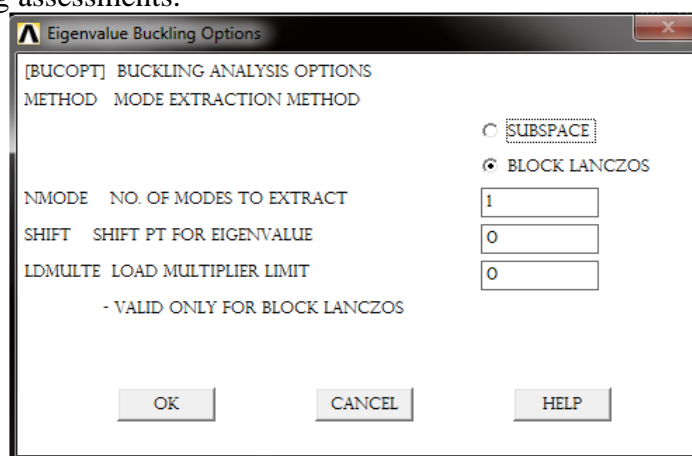 g assessments.
Eigenvalue Buckling Options
[BUCOPT] BUCKLING ANALYSIS OPTIONS
METHOD MODE EXTRACTION METHOD
SUBSPACE
BLOCK LANCZOS
NMODE NO. OF MODES TO EXTRACT 1
SHIFT SHIFT PT FOR EIGENVALUE 0
LDMULTE LOAD MULTIPLIER LIMIT 0
- VALID ONLY FOR BLOCK LANCZOS
OK CANCEL HELP